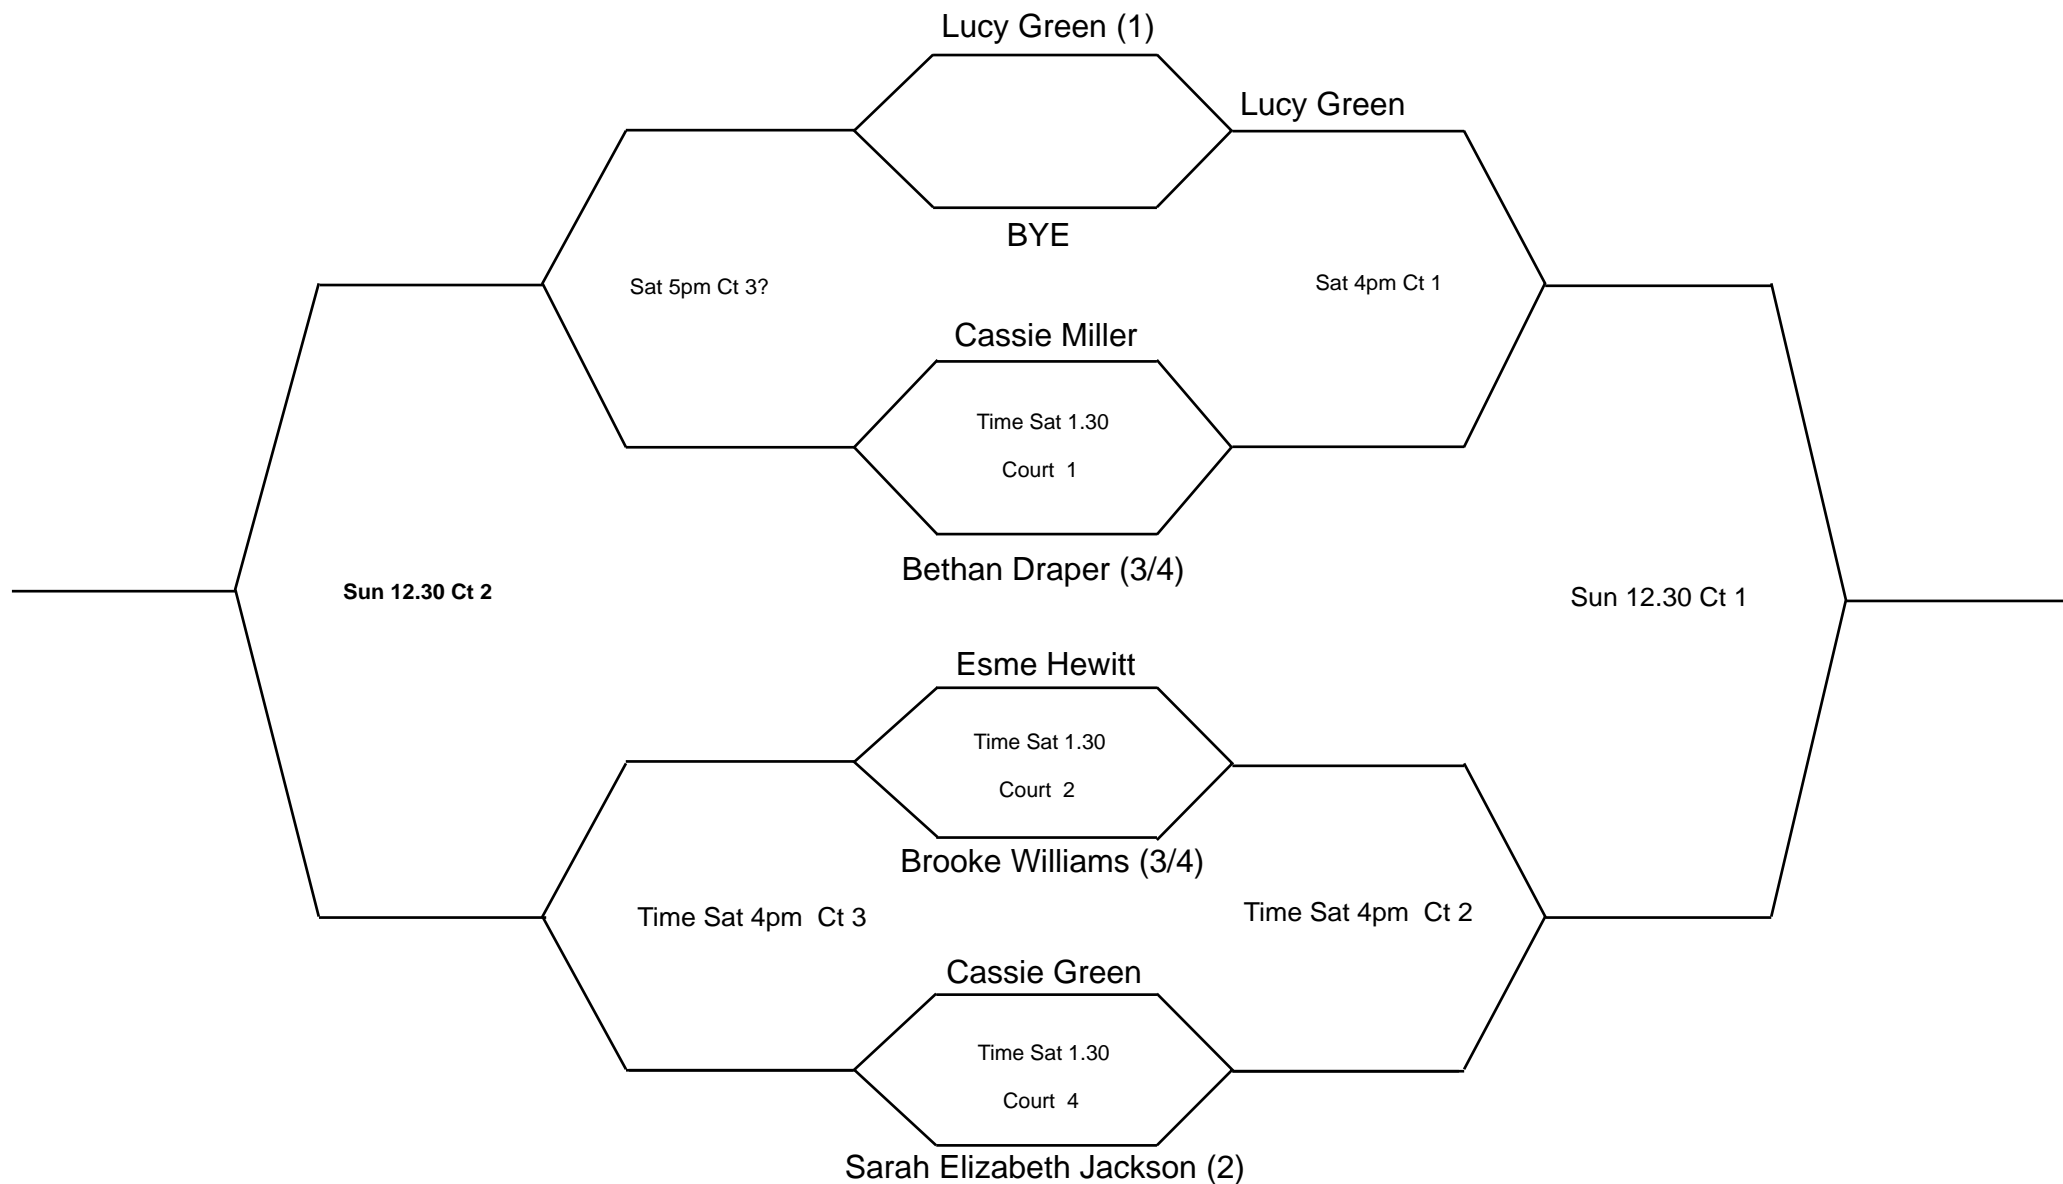 Lucy Green (1)
Lucy Green
BYE
Sat 5pm Ct 3?
Sat 4pm Ct 1
Cassie Miller
Time Sat 1.30
Court  1
Bethan Draper (3/4)
Sun 12.30 Ct 2
Sun 12.30 Ct 1
Esme Hewitt
Time Sat 1.30
Court  2
Brooke Williams (3/4)
Time Sat 4pm  Ct 3
Time Sat 4pm  Ct 2
Cassie Green
Time Sat 1.30
Court  4
Sarah Elizabeth Jackson (2)